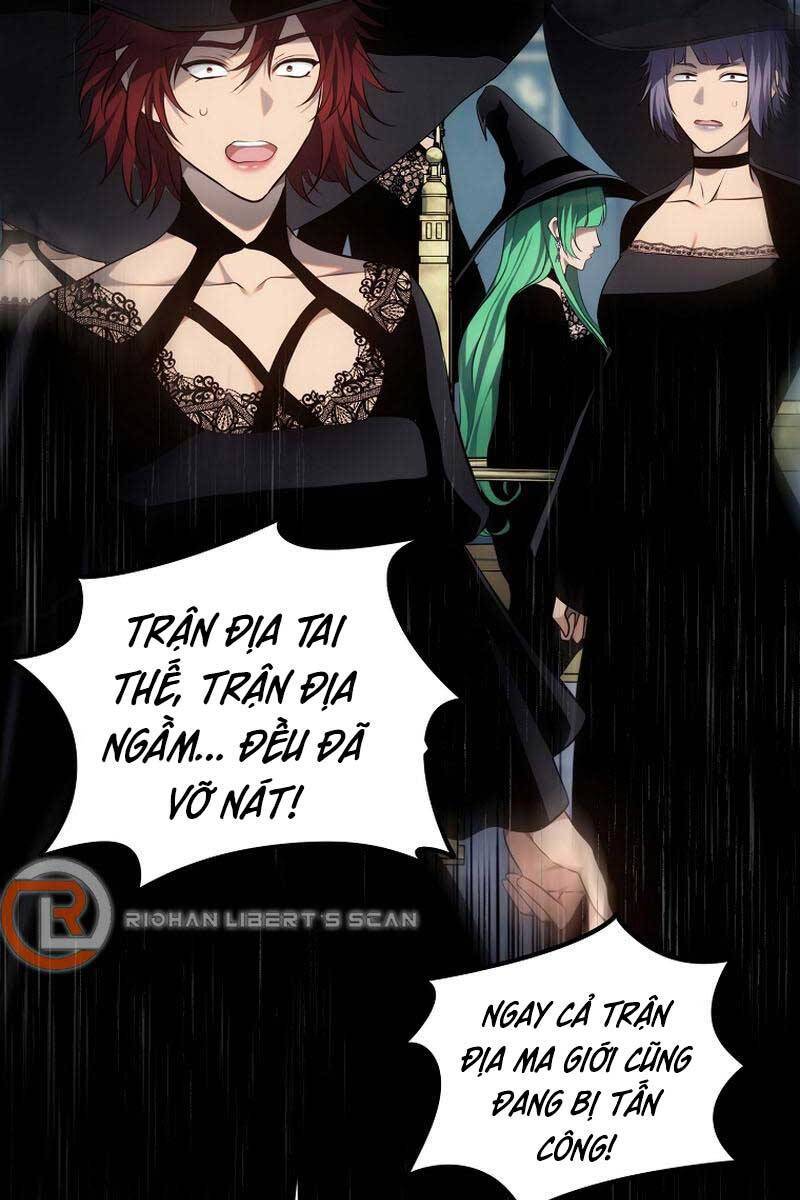 TRẬN ĐỊA TAI
THẾ, TRẬN ĐỊA
NGẦM... ĐỀU ĐÃ
VỠ NÁT!
RIOHAN LIBERT'S SCAN
NGAY CẢ TRẬN
ĐỊA MA GIỚI CŨNG
ĐANG BỊ TẤN
CÔNG!